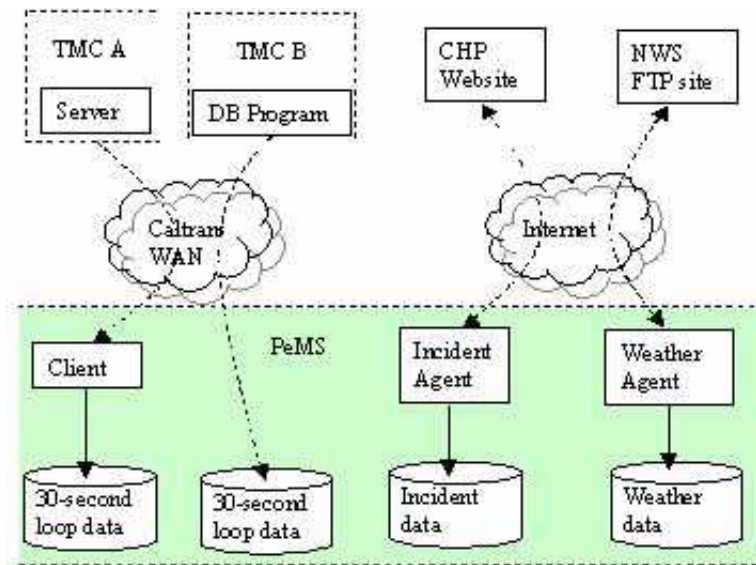 TMC A
TMC B
CHP
Website
NWS
FTP site
Server
DB Program
Caltrans
WAN
Internet
PeMS
Client
Incident
Agent
Weather
Agent
30-second
loop data
30-second
loop data
Incident
data
Weather
data